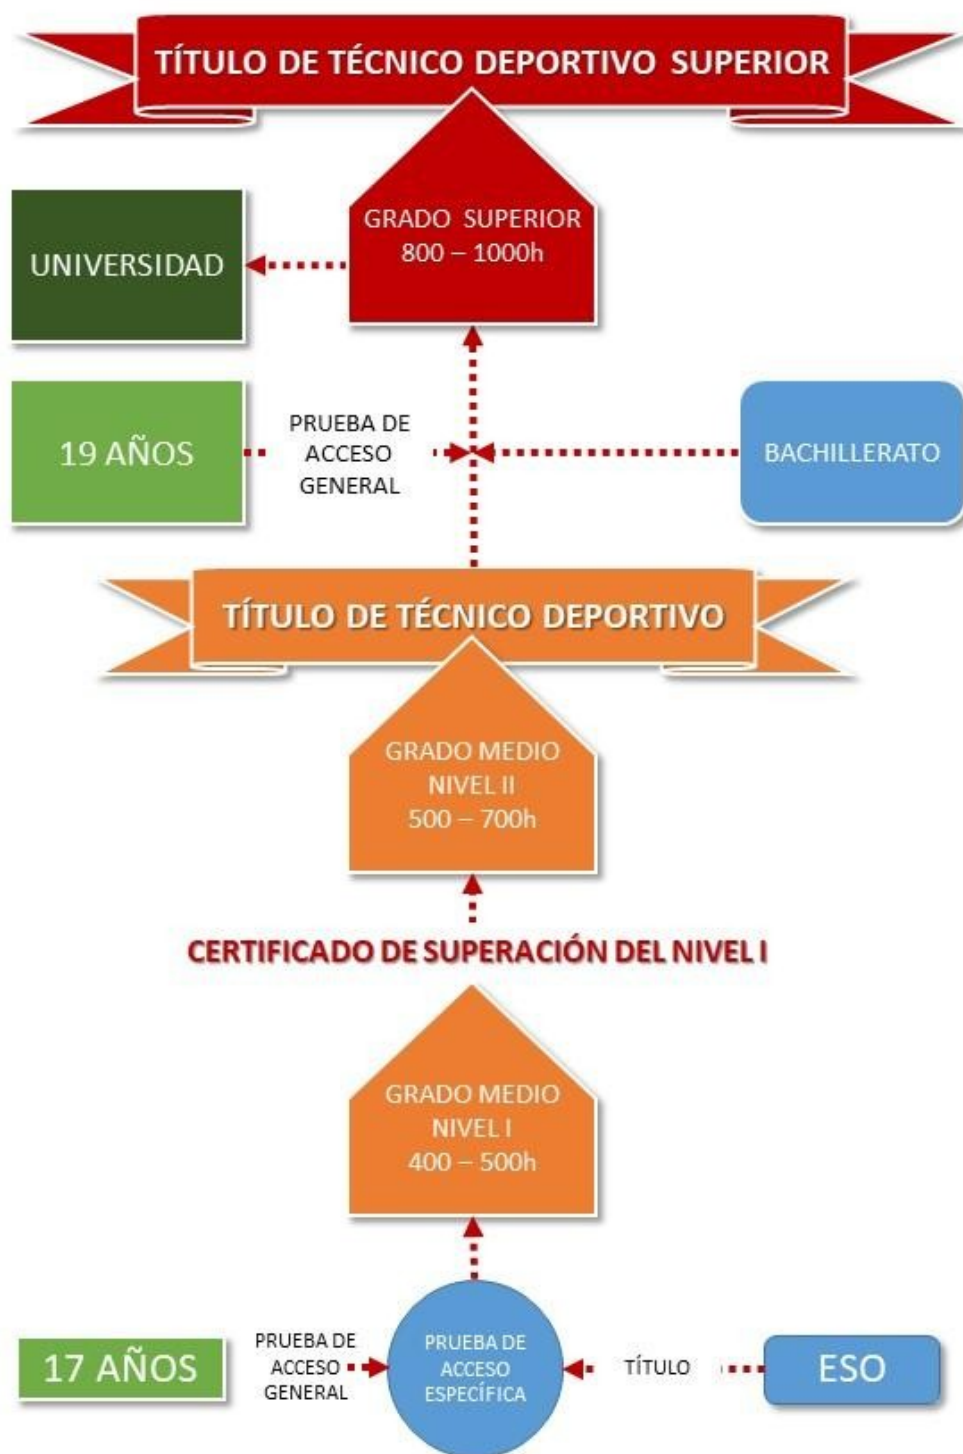 TÍTULO DE TÉCNICO DEPORTIVO SUPERIOR
GRADO SUPERIOR
800 – 1000h
UNIVERSIDAD
19 AÑOS
PRUEBA DE
ACCESO
GENERAL
BACHILLERATO
TÍTULO DE TÉCNICO DEPORTIVO
GRADO MEDIO
NIVEL II
500 – 700h
CERTIFICADO DE SUPERACIÓN DEL NIVEL I
GRADO MEDIO
NIVEL I
400 – 500h
17 AÑOS
PRUEBA DE
ACCESO
GENERAL
PRUEBA DE
ACCESO
ESPECÍFICA
TÍTULO
ESO